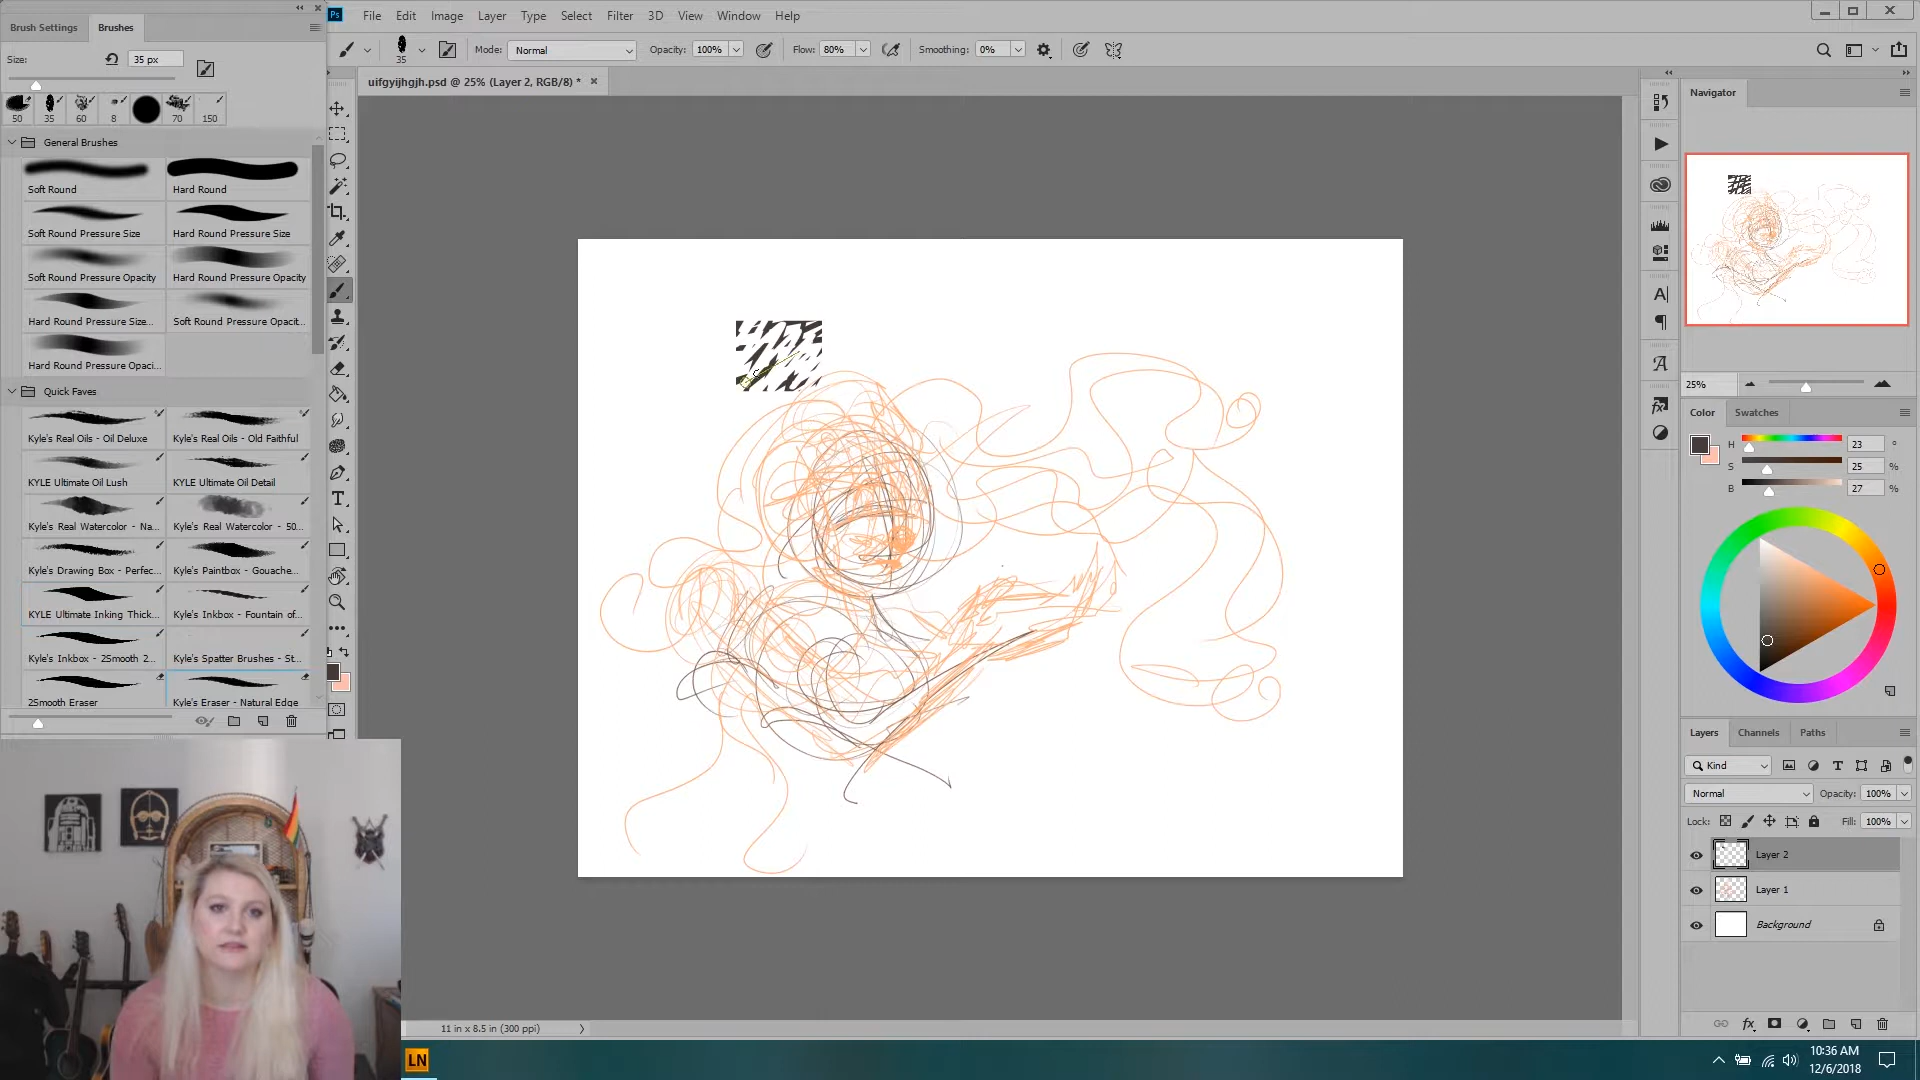 Ps File Edit Image Layer Type Select Filter 3D View Window Help
Brush Settings Brushes
35 Mode: Normal Opacity: 100% Flow: 80% Smoothing: 0%
Size: 35 px
uifgyijhgjh.psd @ 25% (Layer 2, RGB/8) *
50 35 60 8 70 150
General Brushes
Soft Round Hard Round
Soft Round Pressure Size Hard Round Pressure Size
Soft Round Pressure Opacity Hard Round Pressure Opacity
Hard Round Pressure Size... Soft Round Pressure Opacit...
Hard Round Pressure Opaci...
Quick Faves
Kyle's Real Oils - Oil Deluxe Kyle's Real Oils - Old Faithful
KYLE Ultimate Oil Lush KYLE Ultimate Oil Detail
Kyle's Real Watercolor - Na... Kyle's Real Watercolor - 50...
Kyle's Drawing Box - Perfec... Kyle's Paintbox - Gouache...
KYLE Ultimate Inking Thick... Kyle's Inkbox - Fountain of...
Kyle's Inkbox - 2Smooth 2... Kyle's Spatter Brushes - St...
2Smooth Eraser Kyle's Eraser - Natural Edge
Navigator
25%
Color Swatches
H 23 °
S 25 %
B 27 %
Layers Channels Paths
Kind
Normal Opacity: 100%
Lock: Fill: 100%
Layer 2
Layer 1
Background
11 in x 8.5 in (300 ppi)
LN
10:36 AM
12/6/2018